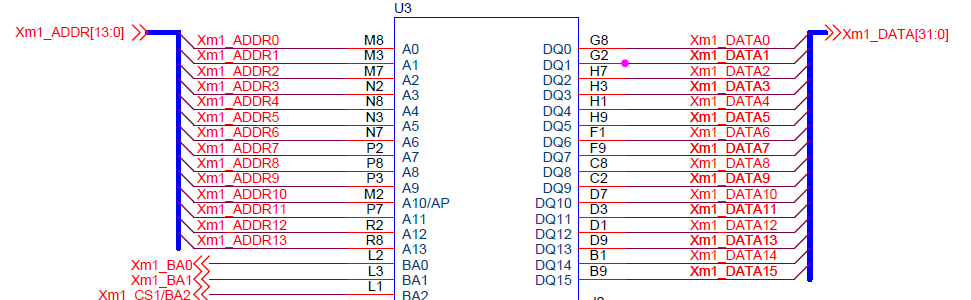 U3
Xm1_ADDR[13:0] Xm1_DATA[31:0]
Xm1_ADDR0 M8 A0 DQ0 G8 Xm1_DATA0
Xm1_ADDR1 M3 A1 DQ1 G2 Xm1_DATA1
Xm1_ADDR2 M7 A2 DQ2 H7 Xm1_DATA2
Xm1_ADDR3 N2 A3 DQ3 H3 Xm1_DATA3
Xm1_ADDR4 N8 A4 DQ4 H1 Xm1_DATA4
Xm1_ADDR5 N3 A5 DQ5 H9 Xm1_DATA5
Xm1_ADDR6 N7 A6 DQ6 F1 Xm1_DATA6
Xm1_ADDR7 P2 A7 DQ7 F9 Xm1_DATA7
Xm1_ADDR8 P8 A8 DQ8 C8 Xm1_DATA8
Xm1_ADDR9 P3 A9 DQ9 C2 Xm1_DATA9
Xm1_ADDR10 M2 A10/AP DQ10 D7 Xm1_DATA10
Xm1_ADDR11 P7 A11 DQ11 D3 Xm1_DATA11
Xm1_ADDR12 R2 A12 DQ12 D1 Xm1_DATA12
Xm1_ADDR13 R8 A13 DQ13 D9 Xm1_DATA13
Xm1_BA0 L2 BA0 DQ14 B1 Xm1_DATA14
Xm1_BA1 L3 BA1 DQ15 B9 Xm1_DATA15
Xm1_CS1/BA2 L1 BA2